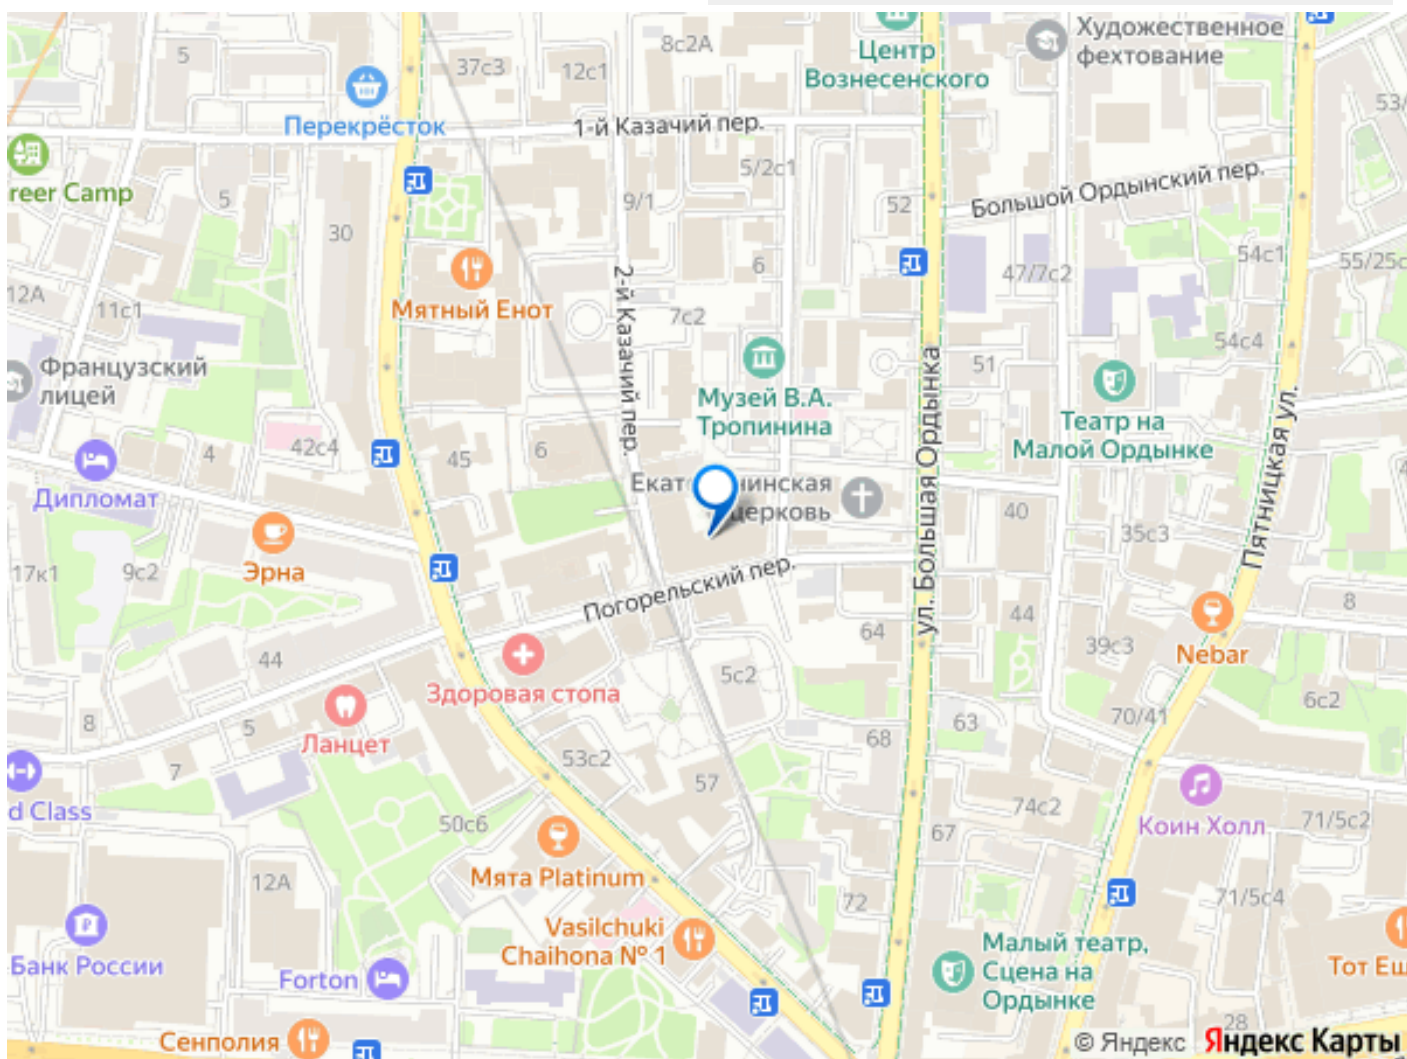 Художественное
фехтование
Центр
Вознесенского
8с2А
5
37с3
12с1
53/
Перекрёсток
1-й Казачий пер.
reer Camp
5
5/2с1
9/1
52
Большой Ордынский пер.
30
54с1
55/25с
6
47/7с2
12А
11с1
Мятный Енот
2-й Казачий пер.
7с2
54с4
51
Французский
лицей
Музей В.А.
Тропинина
ул. Большая Ордынка
Театр на
Малой Ордынке
Пятницкая ул.
42с4
4
45
6
Дипломат
церковь
40
35с3
Эрна
17к1
9с2
Погорельский пер.
8
44
64
39с3
Nebar
44
Здоровая стопа
5с2
6с2
8
5
Ланцет
63
70/41
68
7
53с2
57
d Class
50с6
74с2
67
Коин Холл
71/5с2
12А
Мята Platinum
72
71/5с4
Vasilchuki
Chaihona № 1
Малый театр,
Сцена на
Ордынке
Банк России
Forton
Тот Ещ
28
Сенполия
© Яндекс Яндекс Карты